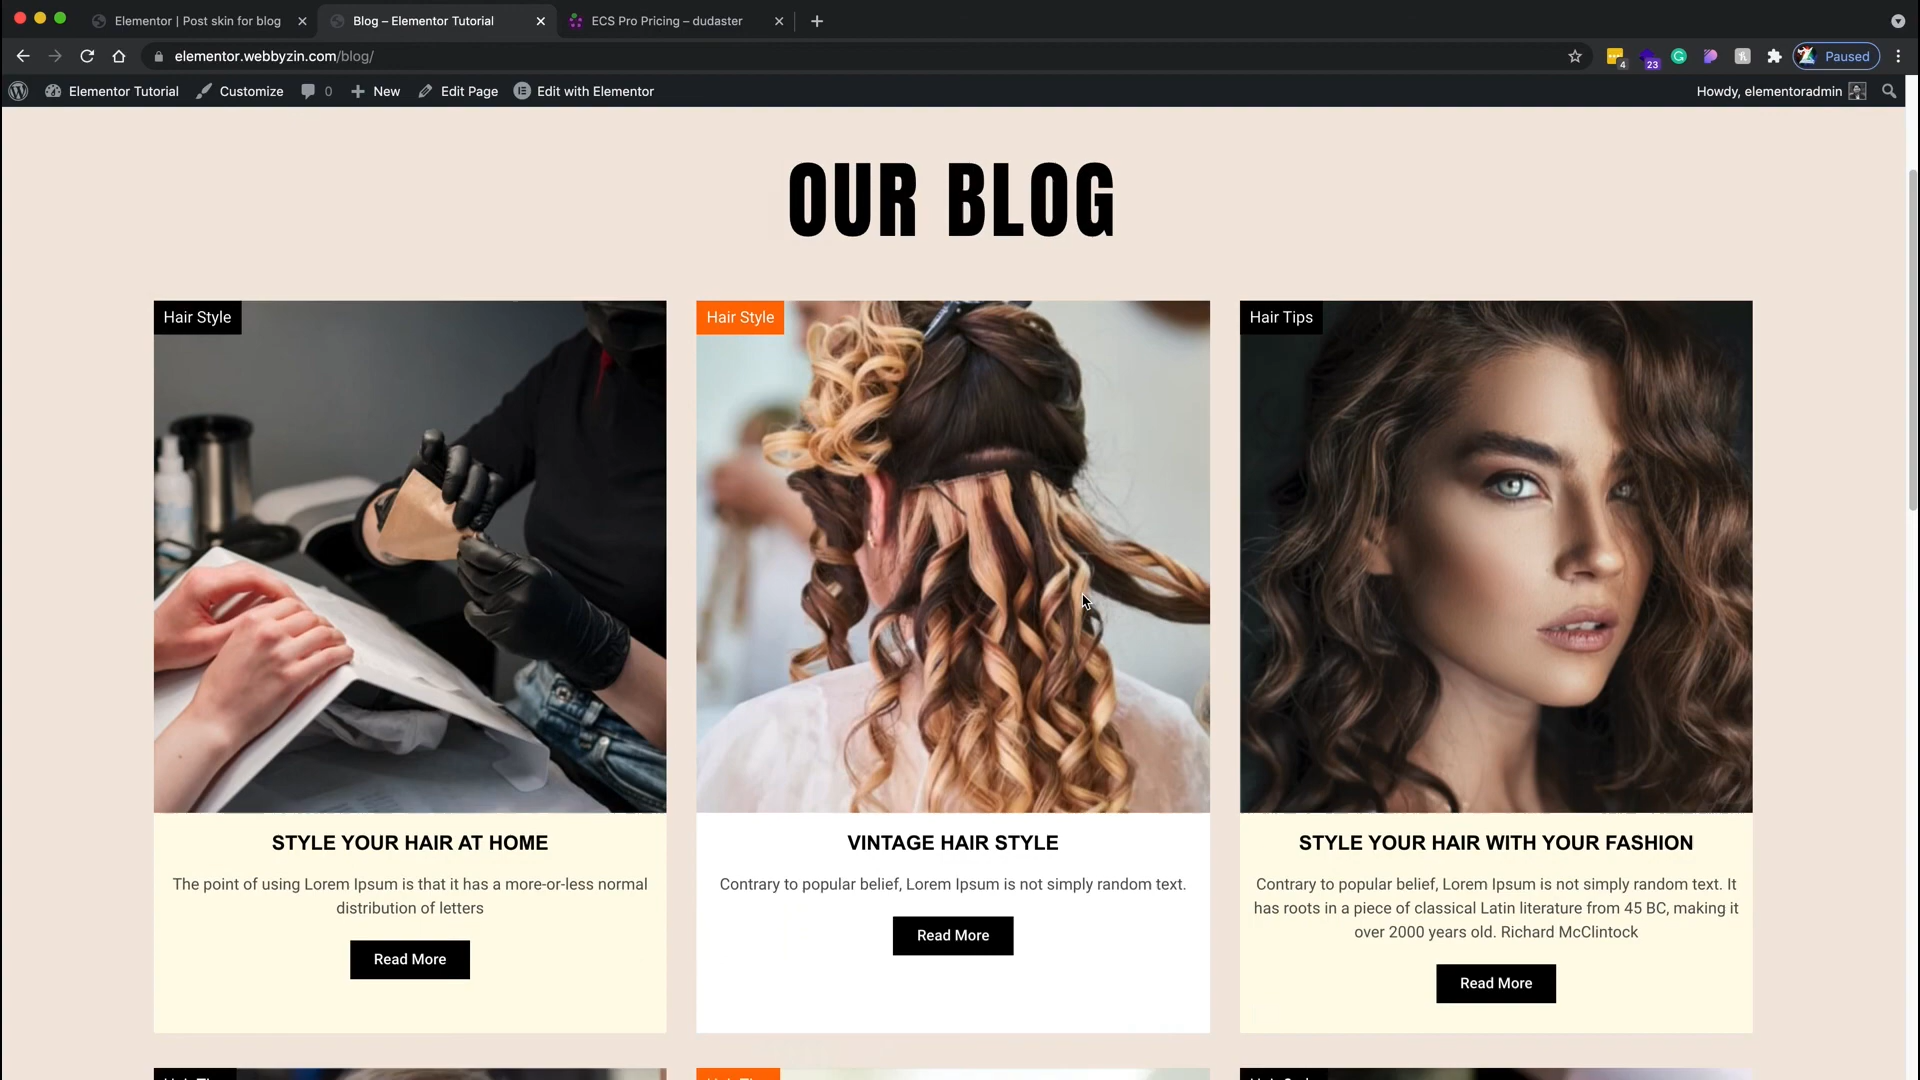 Elementor | Post skin for blog
Blog – Elementor Tutorial
ECS Pro Pricing – dudaster
elementor.webbyzin.com/blog/
4
23
Paused
Elementor Tutorial
Customize
0
New
Edit Page
Edit with Elementor
Howdy, elementoradmin
OUR BLOG
Hair Style
Hair Style
Hair Tips
STYLE YOUR HAIR AT HOME
The point of using Lorem Ipsum is that it has a more-or-less normal
distribution of letters
Read More
VINTAGE HAIR STYLE
Contrary to popular belief, Lorem Ipsum is not simply random text.
Read More
STYLE YOUR HAIR WITH YOUR FASHION
Contrary to popular belief, Lorem Ipsum is not simply random text. It
has roots in a piece of classical Latin literature from 45 BC, making it
over 2000 years old. Richard McClintock
Read More